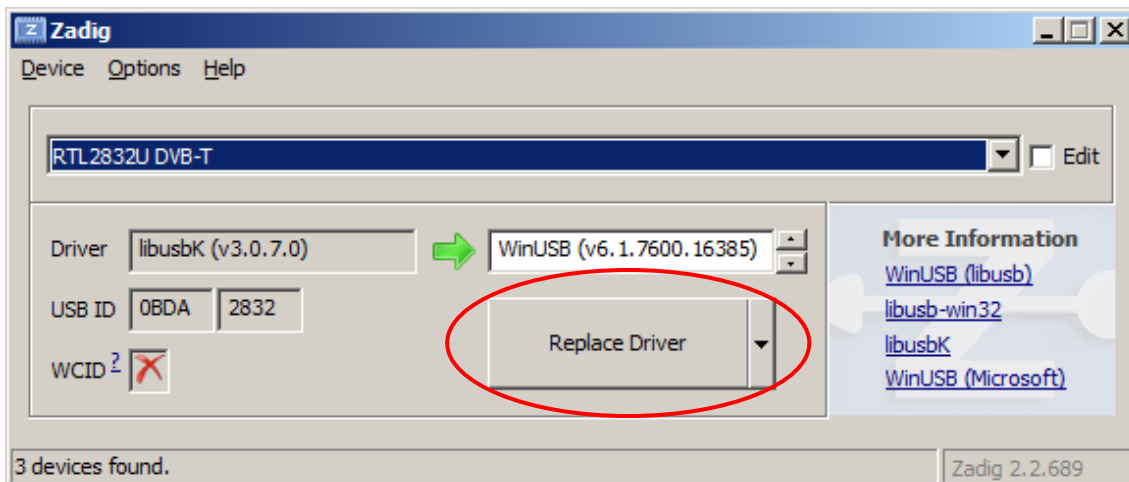 Zadig
Device Options Help
RTL2832U DVB-T Edit
Driver libusbK (v3.0.7.0) WinUSB (v6.1.7600.16385)
USB ID 0BDA 2832
WCID ?
Replace Driver
More Information
WinUSB (libusb)
libusb-win32
libusbK
WinUSB (Microsoft)
3 devices found. Zadig 2.2.689